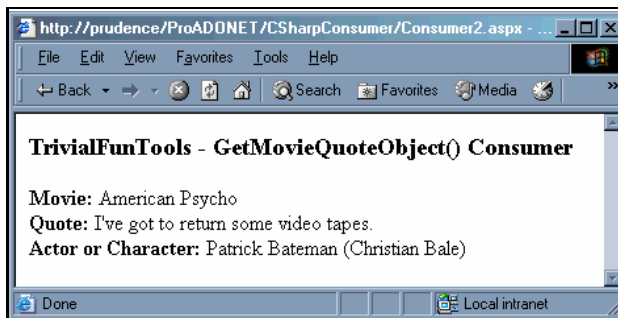 http://prudence/ProADONET/CSharpConsumer/Consumer2.aspx - ...
File Edit View Favorites Tools Help
Back Search Favorites Media »
TrivialFunTools - GetMovieQuoteObject() Consumer
Movie: American Psycho
Quote: I've got to return some video tapes.
Actor or Character: Patrick Bateman (Christian Bale)
Done Local intranet